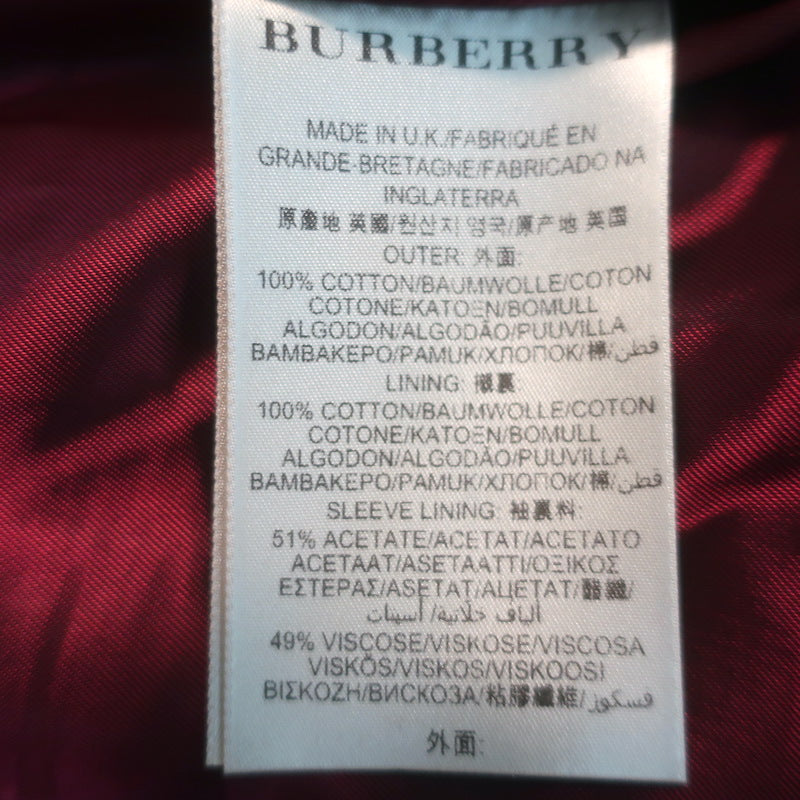 BURBERRY
MADE IN U.K./FABRIQUÉ EN
GRANDE-BRETAGNE/FABRICADO NA
INGLATERRA
原產地 英國/원산지 영국/原产地 英国
OUTER: 外面:
100% COTTON/BAUMWOLLE/COTON
COTONE/KATOEN/BOMULL
ALGODON/ALGODÃO/PUUVILLA
BAMBAKEPO/PAMUK/ХЛОПОК/棉/قطن
LINING: 襯裏:
100% COTTON/BAUMWOLLE/COTON
COTONE/KATOEN/BOMULL
ALGODON/ALGODÃO/PUUVILLA
BAMBAKEPO/PAMUK/ХЛОПОК/棉/قطن
SLEEVE LINING: 袖裏料:
51% ACETATE/ACETAT/ACETATO
ACETAAT/ASETAATTI/ΟΞΙΚΟΣ
ΕΣΤΕΡΑΣ/ASETAT/АЦЕТАТ/醋纖/
ألياف خلاتية/ أسيتات
49% VISCOSE/VISKOSE/VISCOSA
VISKÓS/VISKOS/VISKOOSI
ΒΙΣΚΟΖΗ/ВИСКОЗА/粘膠纖維/فسكوز
外面: